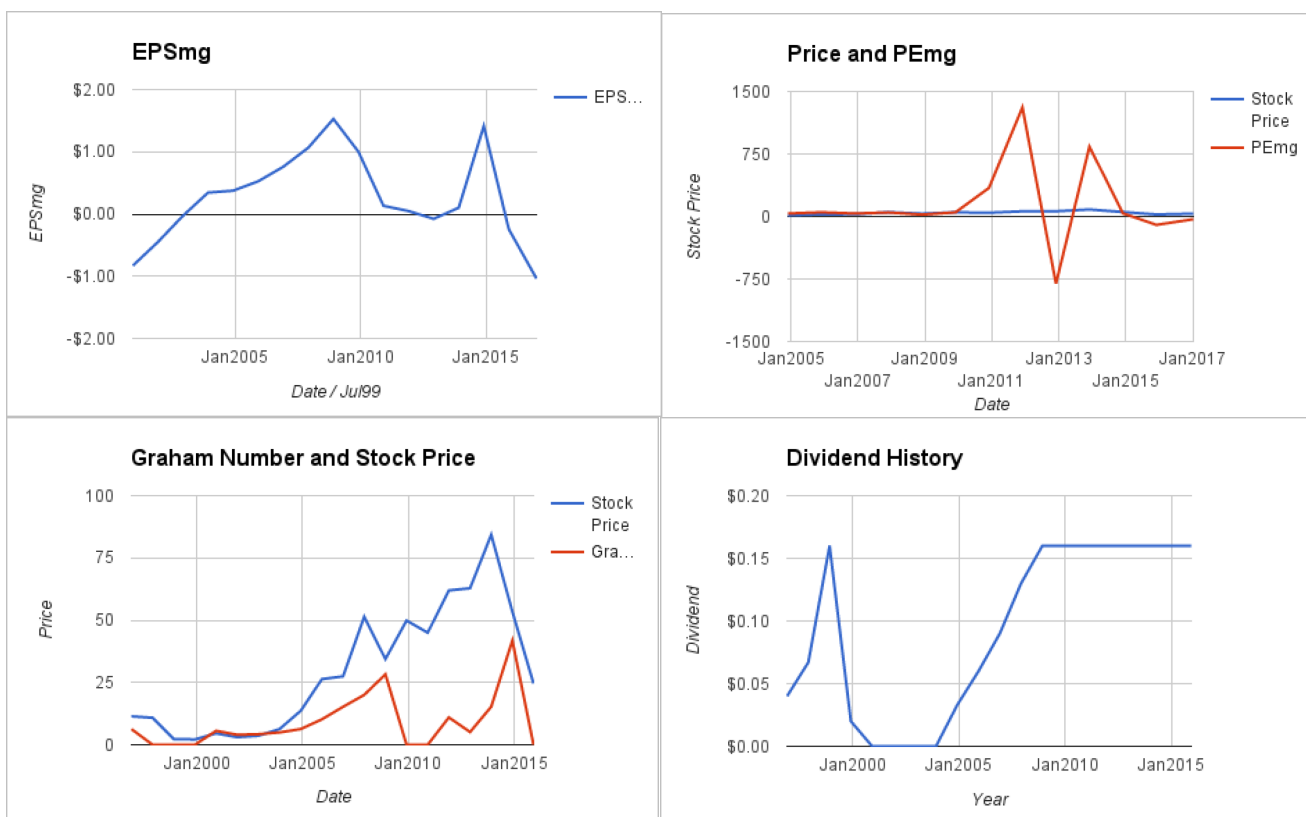 EPSmg
$2.00
$1.00
$0.00
-$1.00
-$2.00
EPSmg
Jan2005
Jan2010
Jan2015
Date / Jul99
EPS…
Price and PEmg
1500
750
0
-750
-1500
Stock Price
Jan2005
Jan2009
Jan2013
Jan2017
Jan2007
Jan2011
Jan2015
Date
Stock
Price
PEmg
Graham Number and Stock Price
100
75
50
25
0
Price
Jan2000
Jan2005
Jan2010
Jan2015
Date
Stock
Price
Gra…
Dividend History
$0.20
$0.15
$0.10
$0.05
$0.00
Dividend
Jan2000
Jan2005
Jan2010
Jan2015
Year